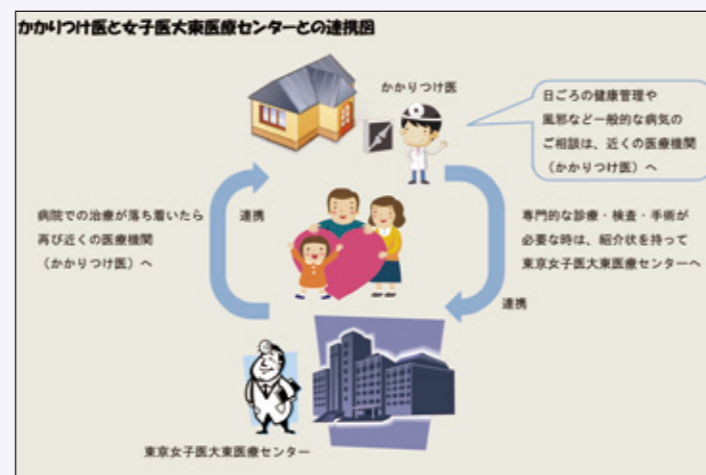 かかりつけ医と女子医大東医療センターとの連携図
かかりつけ医
日ごろの健康管理や
風邪など一般的な病気の
ご相談は、近くの医療機関
（かかりつけ医）へ
病院での治療が落ち着いたら
再び近くの医療機関
（かかりつけ医）へ
連携
専門的な診療・検査・手術が
必要な時は、紹介状を持って
東京女子医大東医療センターへ
連携
東京女子医大東医療センター